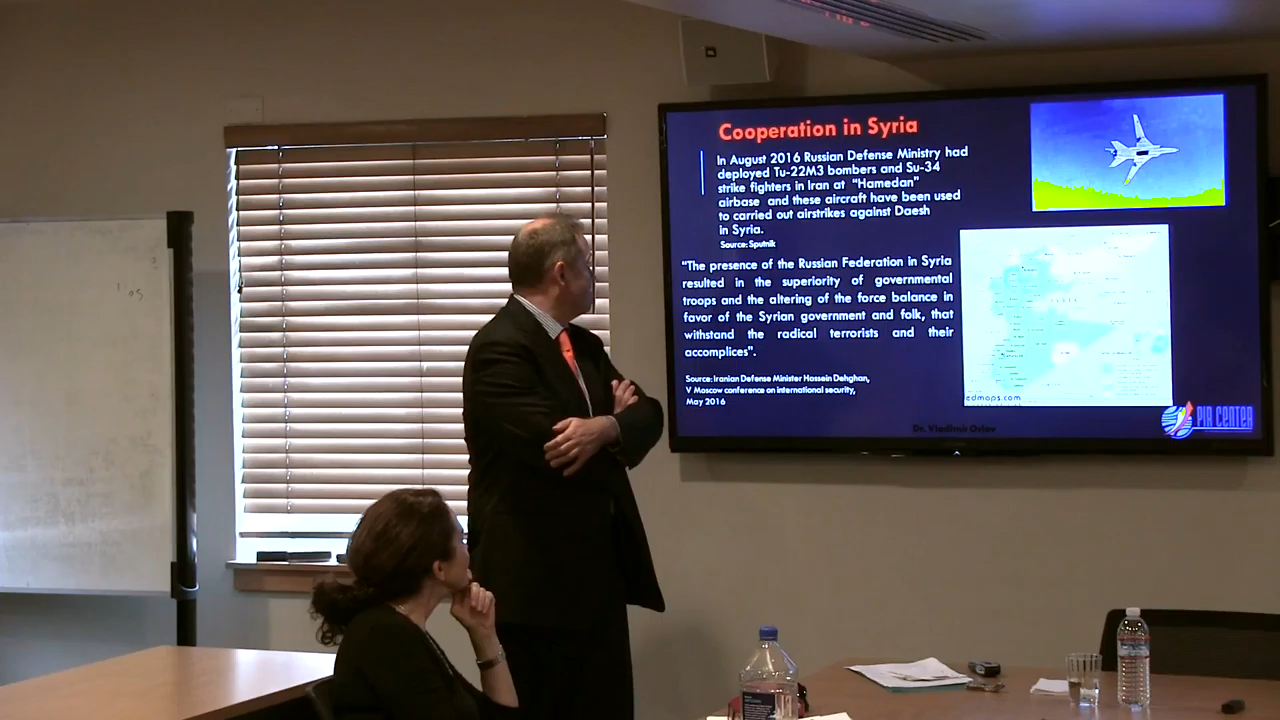 Cooperation in Syria
In August 2016 Russian Defense Ministry had
deployed Tu-22M3 bombers and Su-34
strike fighters in Iran at "Hamedan"
airbase and these aircraft have been used
to carried out airstrikes against Daesh
in Syria.
Source: Sputnik
"The presence of the Russian Federation in Syria
resulted in the superiority of governmental
troops and the altering of the force balance in
favor of the Syrian government and folk, that
withstand the radical terrorists and their
accomplices".
Source: Iranian Defense Minister Hossein Dehghan,
V Moscow conference on international security,
May 2016
edmaps.com
Dr. Vladimir Orlov
PIR CENTER